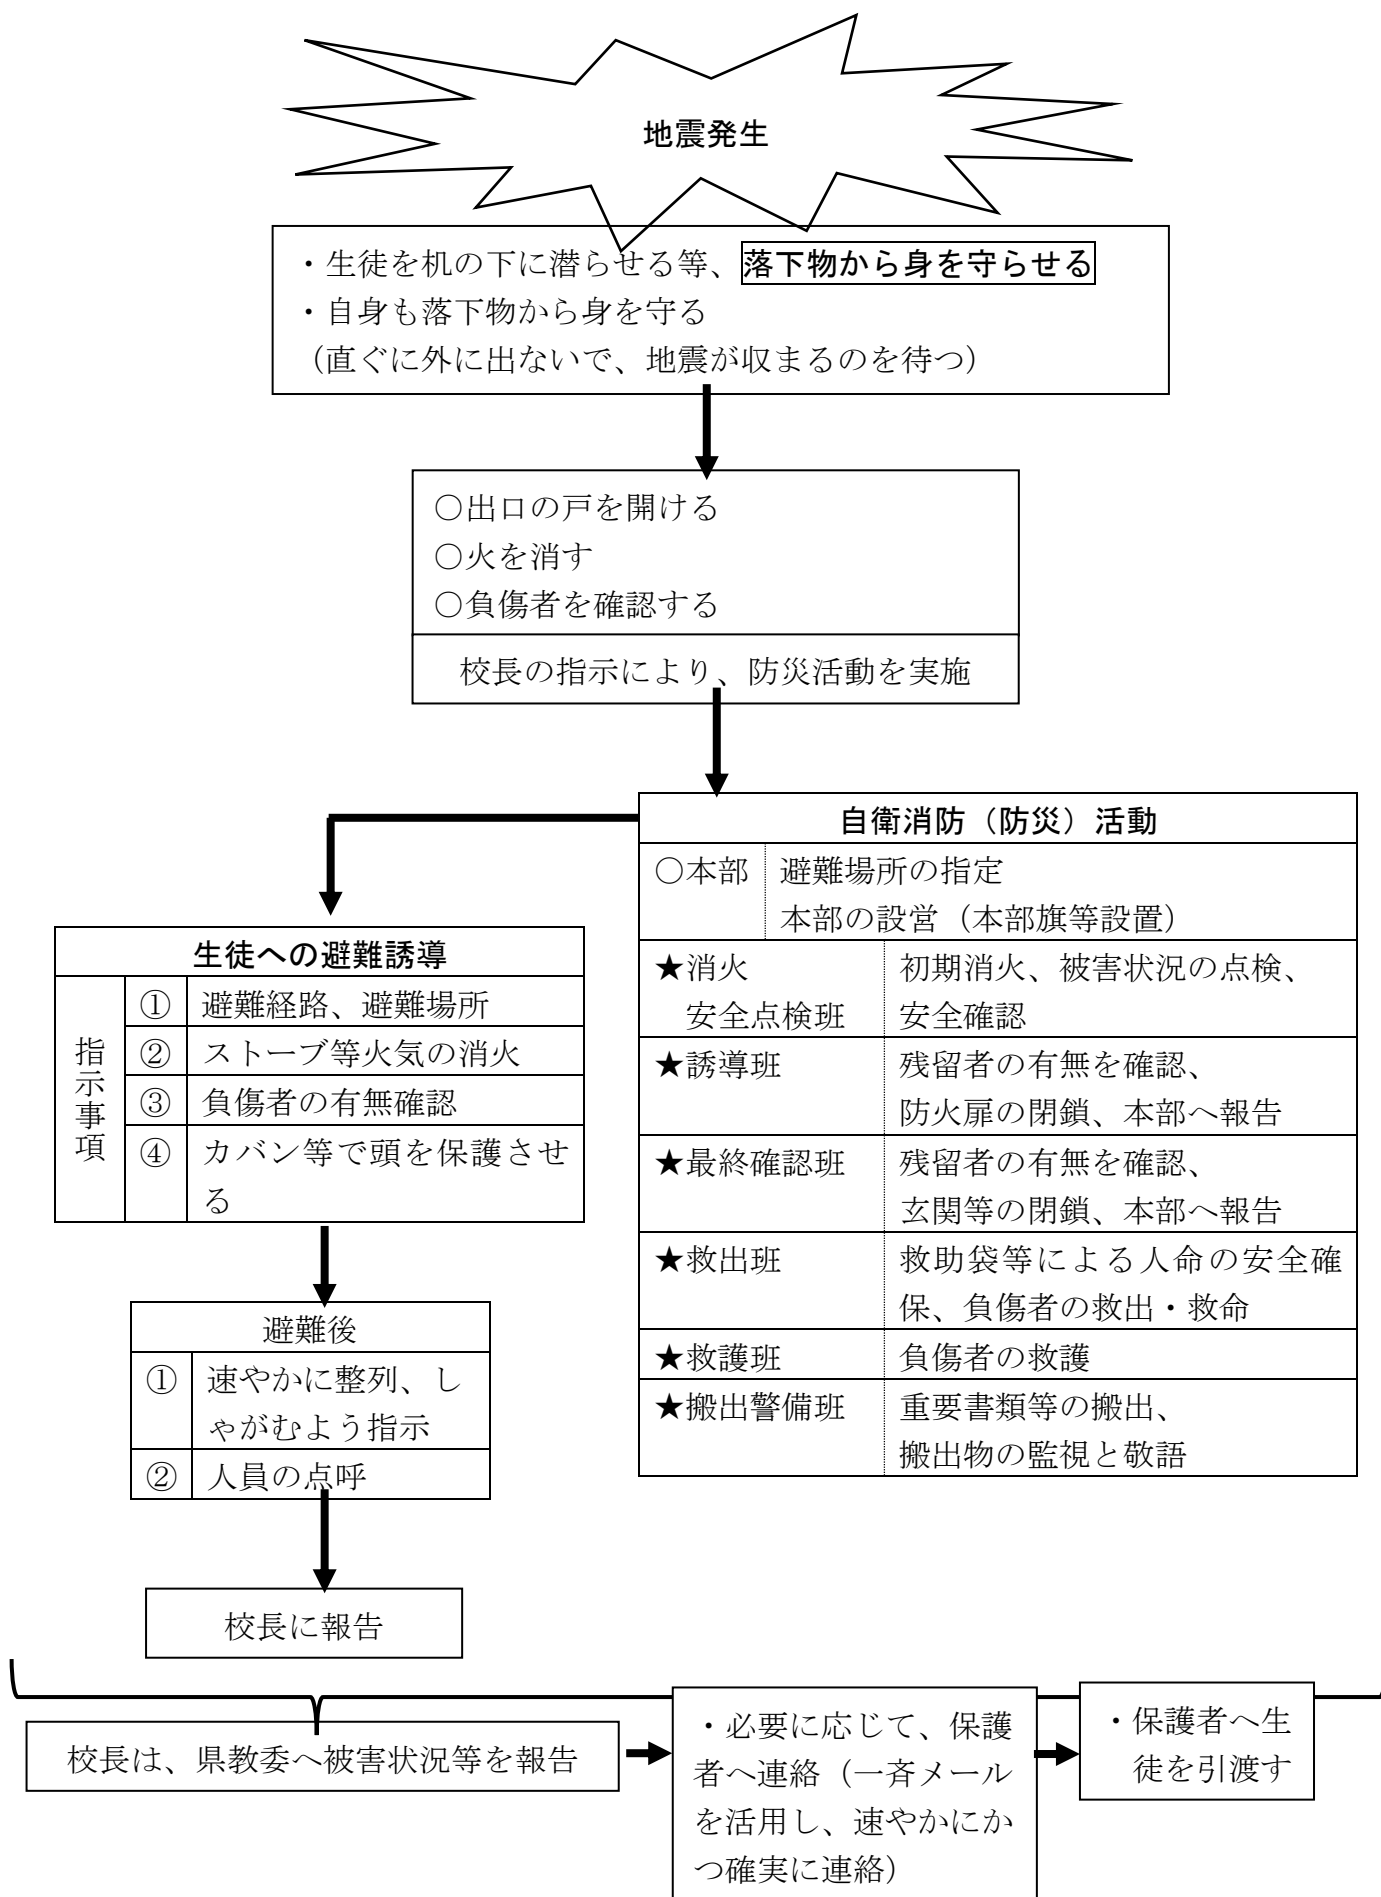 地震発生
・生徒を机の下に潜らせる等、落下物から身を守らせる
・自身も落下物から身を守る
（直ぐに外に出ないで、地震が収まるのを待つ）
○出口の戸を開ける
○火を消す
○負傷者を確認する
校長の指示により、防災活動を実施
自衛消防（防災）活動
○本部 避難場所の指定
本部の設営（本部旗等設置）
★消火 初期消火、被害状況の点検、
安全点検班 安全確認
★誘導班 残留者の有無を確認、
防火扉の閉鎖、本部へ報告
★最終確認班 残留者の有無を確認、
玄関等の閉鎖、本部へ報告
★救出班 救助袋等による人命の安全確
保、負傷者の救出・救命
★救護班 負傷者の救護
★搬出警備班 重要書類等の搬出、
搬出物の監視と敬語
生徒への避難誘導
指示事項
① 避難経路、避難場所
② ストーブ等火気の消火
③ 負傷者の有無確認
④ カバン等で頭を保護させ
る
避難後
① 速やかに整列、し
ゃがむよう指示
② 人員の点呼
校長に報告
校長は、県教委へ被害状況等を報告
・必要に応じて、保護
者へ連絡（一斉メール
を活用し、速やかにか
つ確実に連絡）
・保護者へ生
徒を引渡す